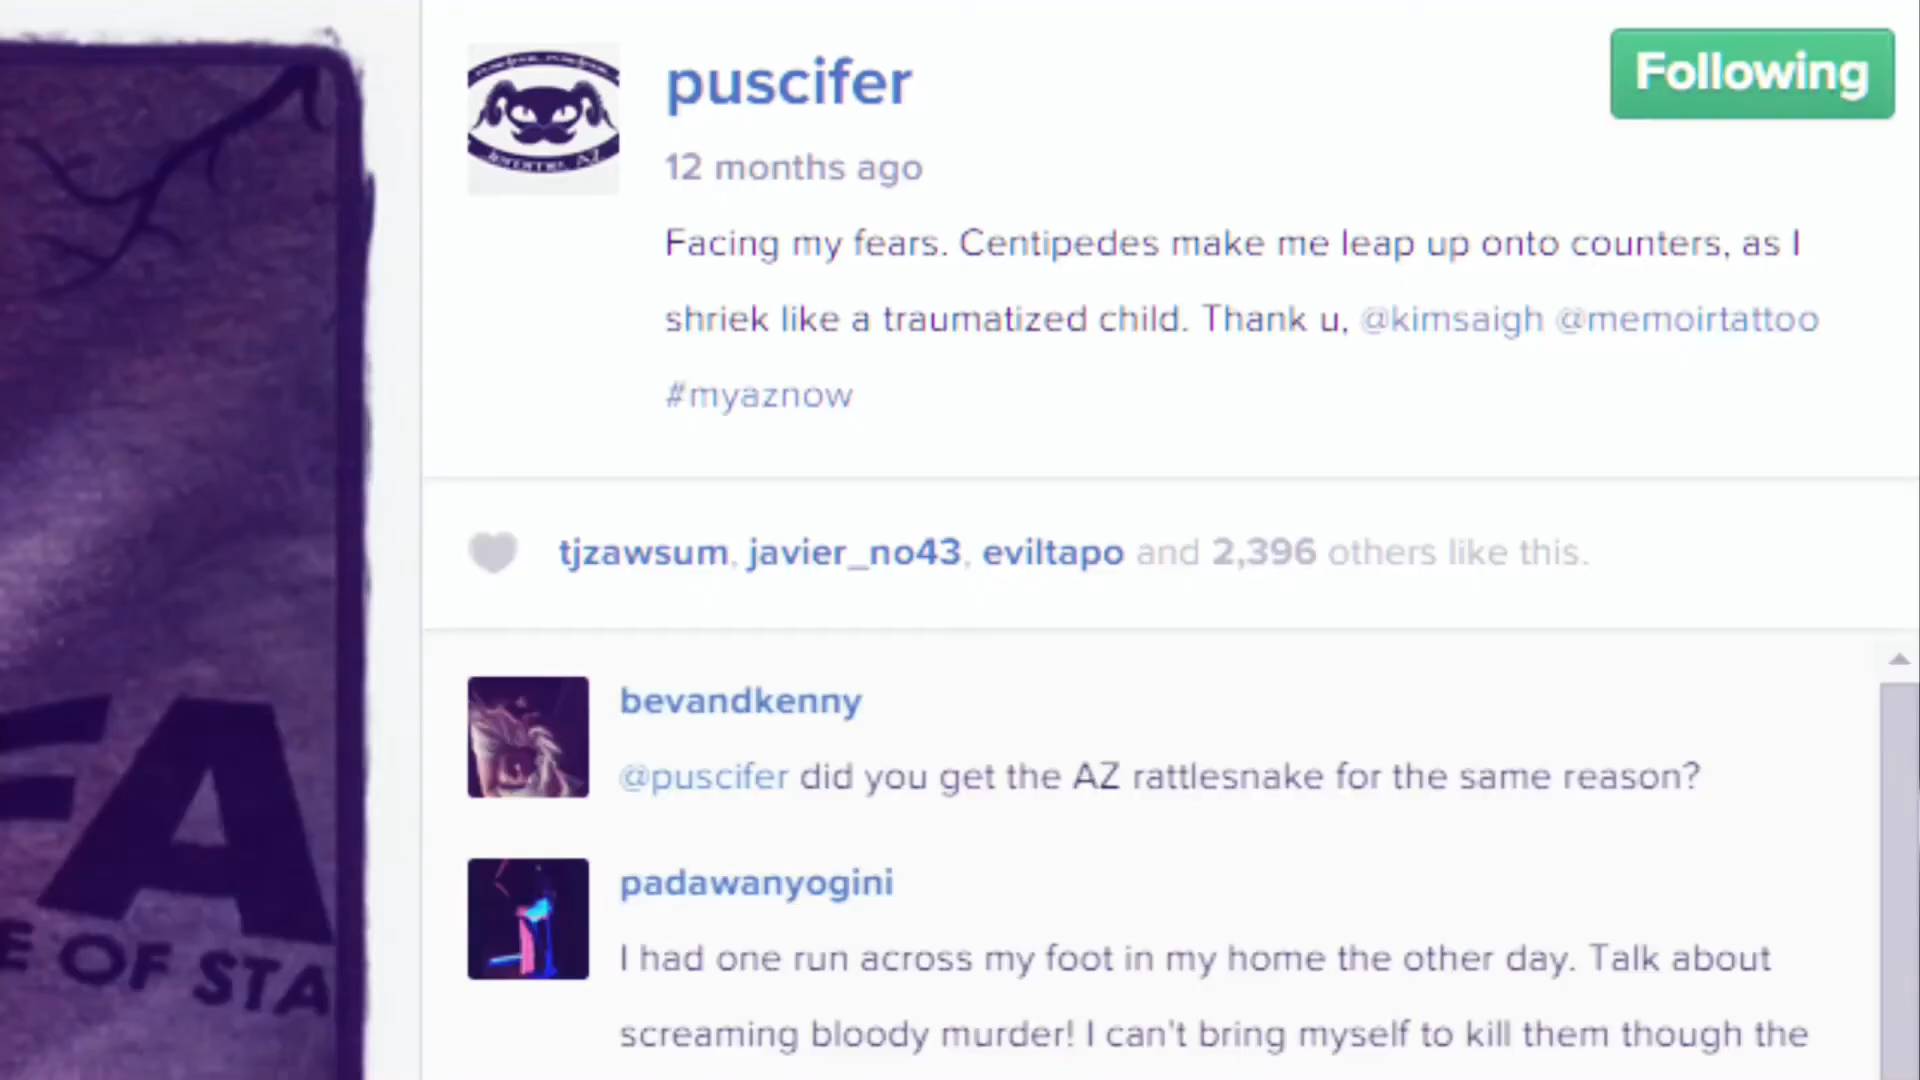 puscifer
Following
12 months ago
Facing my fears. Centipedes make me leap up onto counters, as I
shriek like a traumatized child. Thank u, @kimsaigh @memoirtattoo
#myaznow
tjzawsum, javier_no43, eviltapo and 2,396 others like this.
bevandkenny
@puscifer did you get the AZ rattlesnake for the same reason?
padawanyogini
I had one run across my foot in my home the other day. Talk about
screaming bloody murder! I can't bring myself to kill them though the
FA
E OF STA